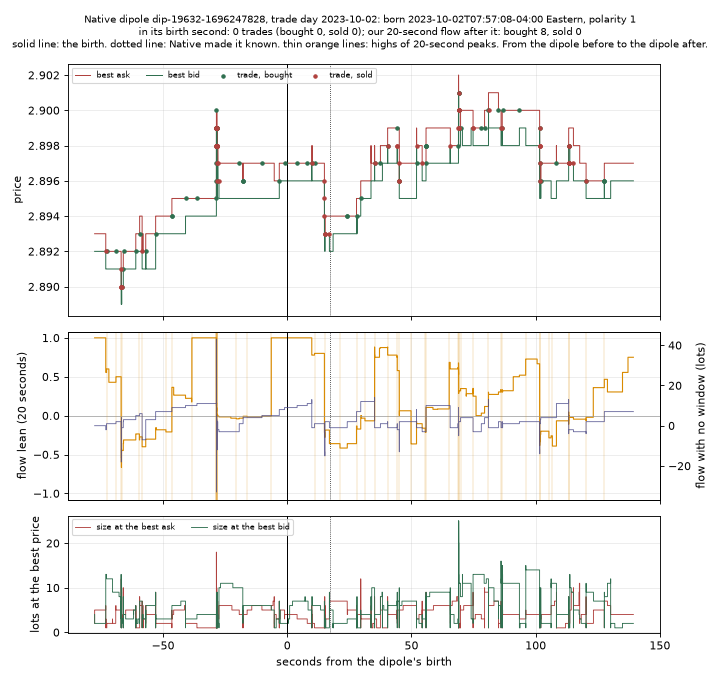 Native dipole dip-19632-1696247828, trade day 2023-10-02: born 2023-10-02T07:57:08-04:00 Eastern, polarity 1
in its birth second: 0 trades (bought 0, sold 0); our 20-second flow after it: bought 8, sold 0
solid line: the birth. dotted line: Native made it known. thin orange lines: highs of 20-second peaks. From the dipole before to the dipole after.
best ask best bid trade, bought trade, sold
2.902
2.900
2.898
2.896
2.894
2.892
2.890
price
1.0
0.5
0.0
−0.5
−1.0
flow lean (20 seconds)
40
20
0
−20
flow with no window (lots)
size at the best ask size at the best bid
20
10
0
lots at the best price
−50 0 50 100 150
seconds from the dipole's birth